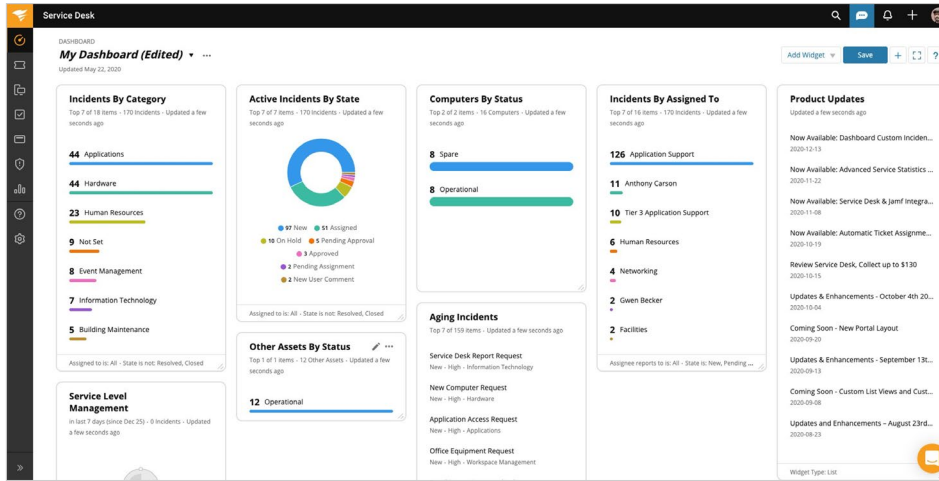 Service Desk
DASHBOARD
My Dashboard (Edited)
Updated May 22, 2020
Add Widget
Save
+
?
Incidents By Category
Top 7 of 18 items - 170 Incidents - Updated a few
seconds ago
44 Applications
44 Hardware
23 Human Resources
9 Not Set
8 Event Management
7 Information Technology
5 Building Maintenance
Assigned to is: All - State is not: Resolved, Closed
Service Level
Management
in last 7 days (since Dec 25) - 0 Incidents - Updated
a few seconds ago
Active Incidents By State
Top 7 of 7 items - 170 Incidents - Updated a few
seconds ago
97 New 51 Assigned
10 On Hold 5 Pending Approval
3 Approved
2 Pending Assignment
2 New User Comment
Assigned to is: All - State is not: Resolved, Closed
Other Assets By Status
Top 1 of 1 items - 12 Other Assets - Updated a few
seconds ago
12 Operational
Computers By Status
Top 2 of 2 items - 16 Computers - Updated a few
seconds ago
8 Spare
8 Operational
Aging Incidents
Top 7 of 159 items - Updated a few seconds ago
Service Desk Report Request
New - High - Information Technology
New Computer Request
New - High - Hardware
Application Access Request
New - High - Applications
Office Equipment Request
New - High - Workspace Management
Incidents By Assigned To
Top 7 of 16 items - 170 Incidents - Updated a few
seconds ago
126 Application Support
11 Anthony Carson
10 Tier 3 Application Support
6 Human Resources
4 Networking
2 Gwen Becker
2 Facilities
Assignee reports to is: All - State is: New, Pending ...
Product Updates
Updated a few seconds ago
Now Available: Dashboard Custom Inciden...
2020-12-13
Now Available: Advanced Service Statistics ...
2020-11-22
Now Available: Service Desk & Jamf Integra...
2020-11-08
Now Available: Automatic Ticket Assignme...
2020-10-19
Review Service Desk, Collect up to $130
2020-10-15
Updates & Enhancements - October 4th 20...
2020-10-04
Coming Soon - New Portal Layout
2020-09-20
Updates & Enhancements - September 13t...
2020-09-13
Coming Soon - Custom List Views and Cust...
2020-09-08
Updates and Enhancements – August 23rd...
2020-08-23
Widget Type: List